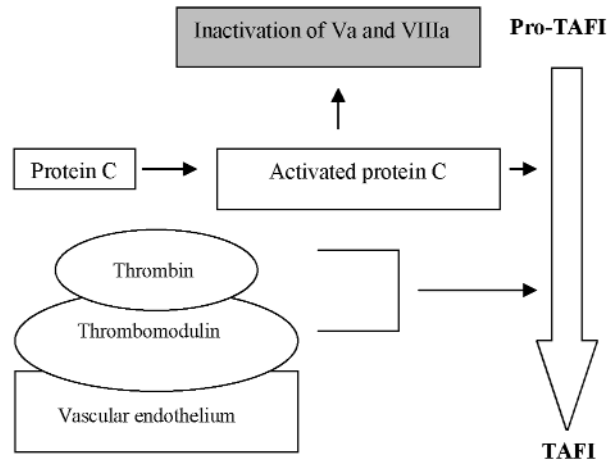 Inactivation of Va and VIIIa
Pro-TAFI
Protein C
Activated protein C
Thrombin
Thrombomodulin
Vascular endothelium
TAFI